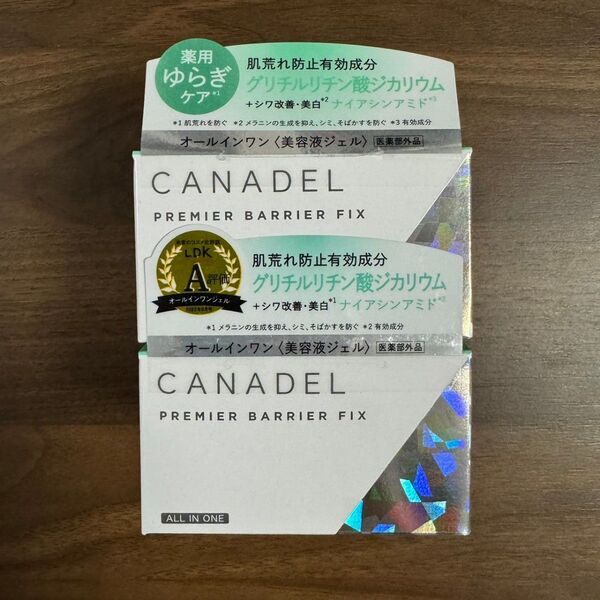 薬用
ゆらぎ
ケア*1
肌荒れ防止有効成分
グリチルリチン酸ジカリウム
+シワ改善・美白*2 ナイアシンアミド*3
*1 肌荒れを防ぐ *2 メラニンの生成を抑え、シミ、そばかすを防ぐ *3 有効成分
オールインワン〈美容液ジェル〉 医薬部外品
CANADEL
PREMIER BARRIER FIX
LDK
A評価
オールインワンジェル
肌荒れ防止有効成分
グリチルリチン酸ジカリウム
+シワ改善・美白*1 ナイアシンアミド*2
*1 メラニンの生成を抑え、シミ、そばかすを防ぐ *2 有効成分
オールインワン〈美容液ジェル〉 医薬部外品
CANADEL
PREMIER BARRIER FIX
ALL IN ONE